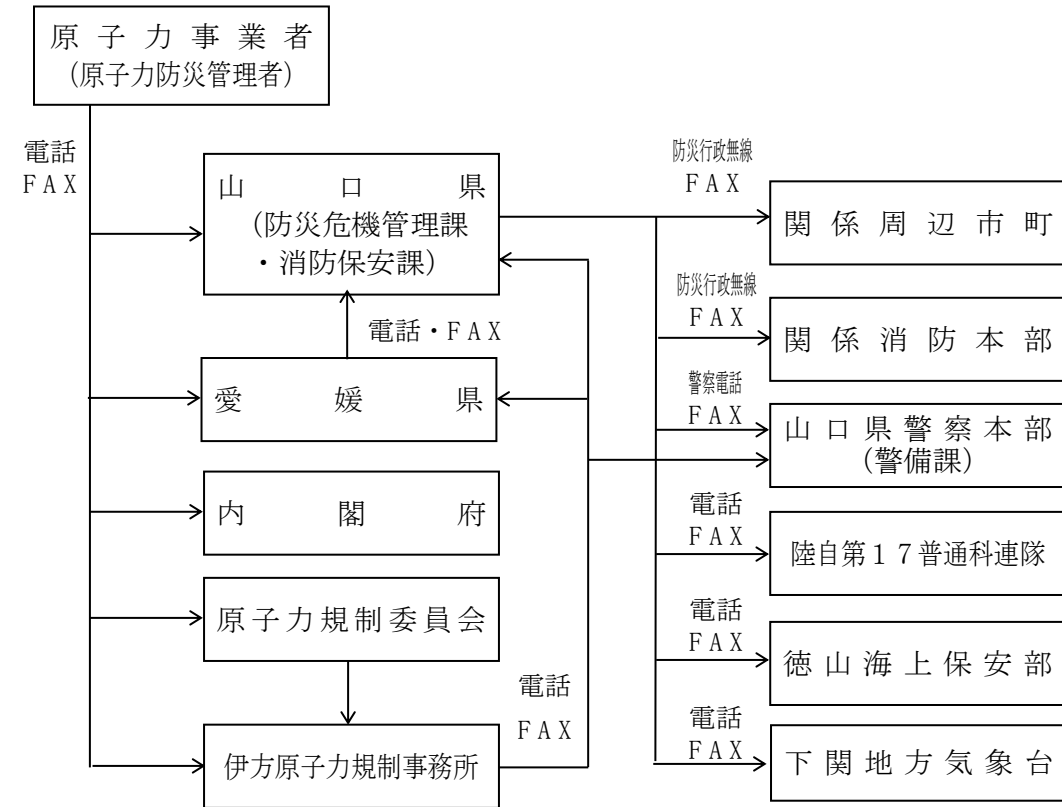 原子力事業者
(原子力防災管理者)
電話
FAX
山口県
(防災危機管理課
・消防保安課)
電話・FAX
愛媛県
内閣府
原子力規制委員会
伊方原子力規制事務所
電話
FAX
防災行政無線
FAX
関係周辺市町
防災行政無線
FAX
関係消防本部
警察電話
FAX
山口県警察本部
(警備課)
電話
FAX
陸自第17普通科連隊
電話
FAX
徳山海上保安部
電話
FAX
下関地方気象台